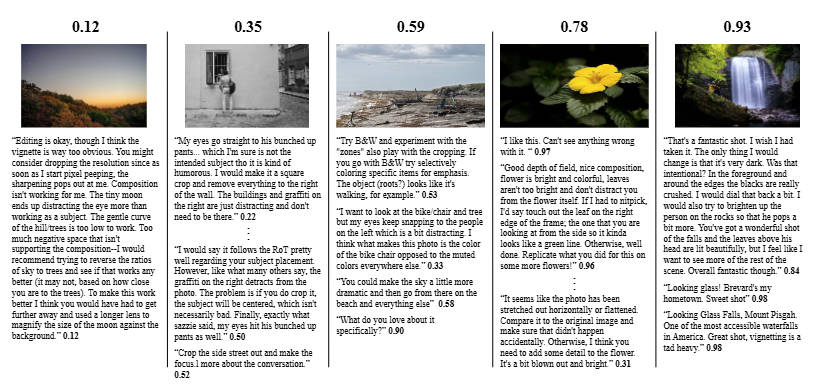 0.12
0.35
0.59
0.78
0.93
“Editing is okay, though I think the
vignette is way too obvious. You might
consider dropping the resolution since as
soon as I start pixel peeping, the
sharpening pops out at me. Composition
isn't working for me. The tiny moon
ends up distracting the eye more than
working as a subject. The gentle curve
of the hill/trees is too low to work. Too
much negative space that isn't
supporting the composition--I would
recommend trying to reverse the ratios
of sky to trees and see if that works any
better (it may not, based on how close
you are to the trees). To make this work
better I think you would have had to get
further away and used a longer lens to
magnify the size of the moon against the
background.” 0.12
“My eyes go straight to his bunched up
pants... which I'm sure is not the
intended subject tho it is kind of
humorous. I would make it a square
crop and remove everything to the right
of the wall. The buildings and graffiti on
the right are just distracting and don't
need to be there.” 0.22
“I would say it follows the RoT pretty
well regarding your subject placement.
However, like what many others say, the
graffiti on the right detracts from the
photo. The problem is if you do crop it,
the subject will be centered, which isn't
necessarily bad. Finally, exactly what
sazzie said, my eyes hit his bunched up
pants as well.” 0.50
“Crop the side street out and make the
focus.l more about the conversation.”
0.52
“Try B&W and experiment with the
"zones" also play with the cropping. If
you go with B&W try selectively
coloring specific items for emphasis.
The object (roots?) looks like it's
walking, for example.” 0.53
“I want to look at the bike/chair and tree
but my eyes keep snapping to the people
on the left which is a bit distracting. I
think what makes this photo is the color
of the bike chair opposed to the muted
colors everywhere else.” 0.33
“You could make the sky a little more
dramatic and then go from there on the
beach and everything else” 0.58
“What do you love about it
specifically?” 0.90
“I like this. Can't see anything wrong
with it. “ 0.97
“Good depth of field, nice composition,
flower is bright and colorful, leaves
aren't too bright and don't distract you
from the flower itself. If I had to nitpick,
I'd say touch out the leaf on the right
edge of the frame; the one that you are
looking at from the side so it kinda
looks like a green line. Otherwise, well
done. Replicate what you did for this on
some more flowers!” 0.96
“It seems like the photo has been
stretched out horizontally or flattened.
Compare it to the original image and
make sure that didn't happen
accidentally. Otherwise, I think you
need to add some detail to the flower.
It's a bit blown out and bright.” 0.31
“That's a fantastic shot. I wish I had
taken it. The only thing I would
change is that it's very dark. Was that
intentional? In the foreground and
around the edges the blacks are really
crushed. I would dial that back a bit. I
would also try to brighten up the
person on the rocks so that he pops a
bit more. You've got a wonderful shot
of the falls and the leaves above his
head are lit beautifully, but I feel like I
want to see more of the rest of the
scene. Overall fantastic though.” 0.84
“Looking glass! Brevard's my
hometown. Sweet shot” 0.98
“Looking Glass Falls, Mount Pisgah.
One of the most accessible waterfalls
in America. Great shot, vignetting is a
tad heavy.” 0.98